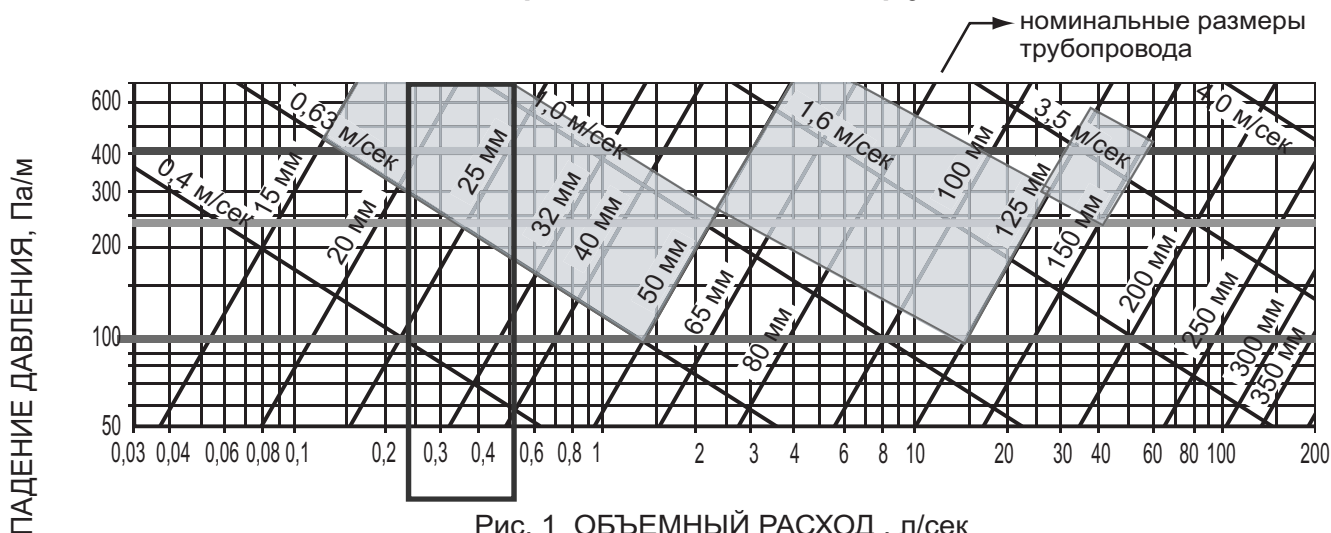 номинальные размеры
трубопровода
ПАДЕНИЕ ДАВЛЕНИЯ, Па/м
600
400
300
200
100
50
0,4 м/сек
0,63 м/сек
1,0 м/сек
1,6 м/сек
3,5 м/сек
4,0 м/сек
15 мм
20 мм
25 мм
32 мм
40 мм
50 мм
65 мм
80 мм
100 мм
125 мм
150 мм
200 мм
250 мм
300 мм
350 мм
0,03 0,04 0,06 0,08 0,1 0,2 0,3 0,4 0,6 0,8 1 2 3 4 6 8 10 20 30 40 60 80 100 200
Рис. 1 ОБЪЕМНЫЙ РАСХОД , л/сек